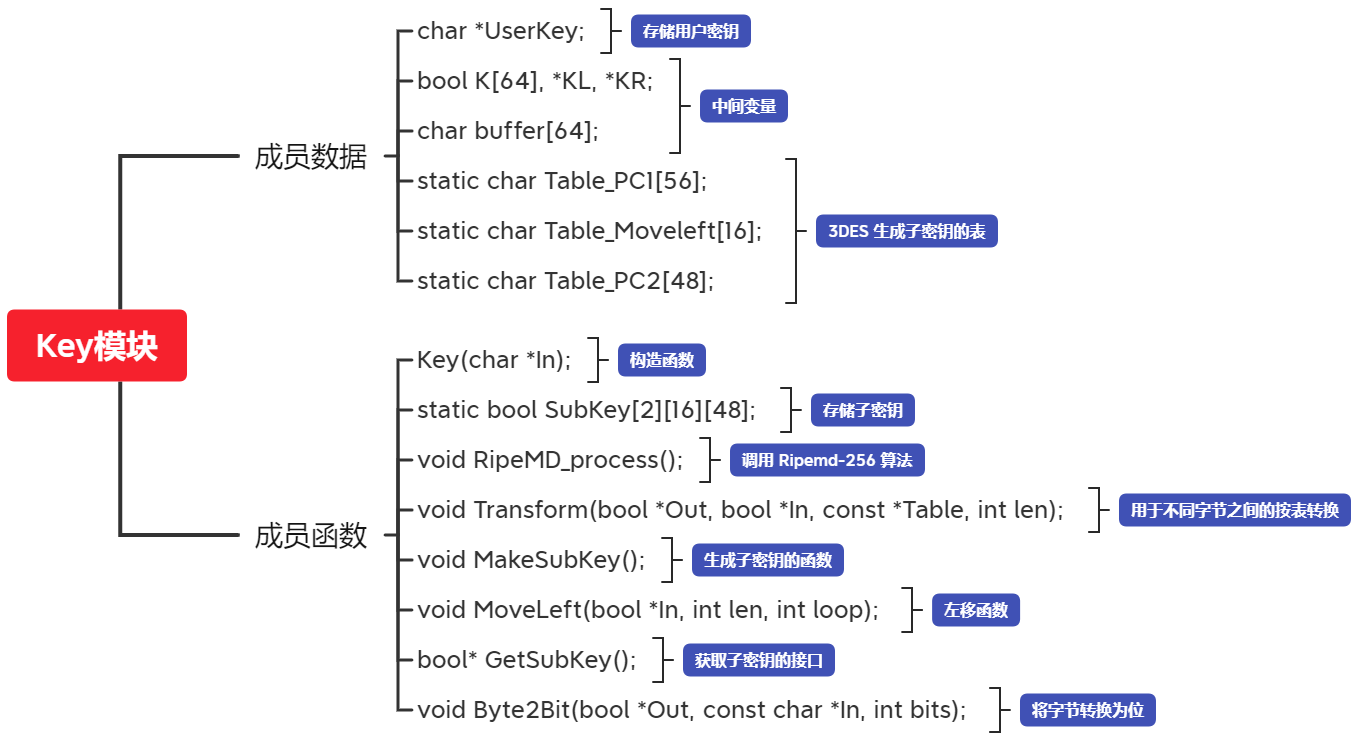 Key模块
成员数据
char *UserKey;
存储用户密钥
bool K[64], *KL, *KR;
char buffer[64];
中间变量
static char Table_PC1[56];
static char Table_Moveleft[16];
static char Table_PC2[48];
3DES 生成子密钥的表
成员函数
Key(char *In);
构造函数
static bool SubKey[2][16][48];
存储子密钥
void RipeMD_process();
调用 Ripemd-256 算法
void Transform(bool *Out, bool *In, const *Table, int len);
用于不同字节之间的按表转换
void MakeSubKey();
生成子密钥的函数
void MoveLeft(bool *In, int len, int loop);
左移函数
bool* GetSubKey();
获取子密钥的接口
void Byte2Bit(bool *Out, const char *In, int bits);
将字节转换为位